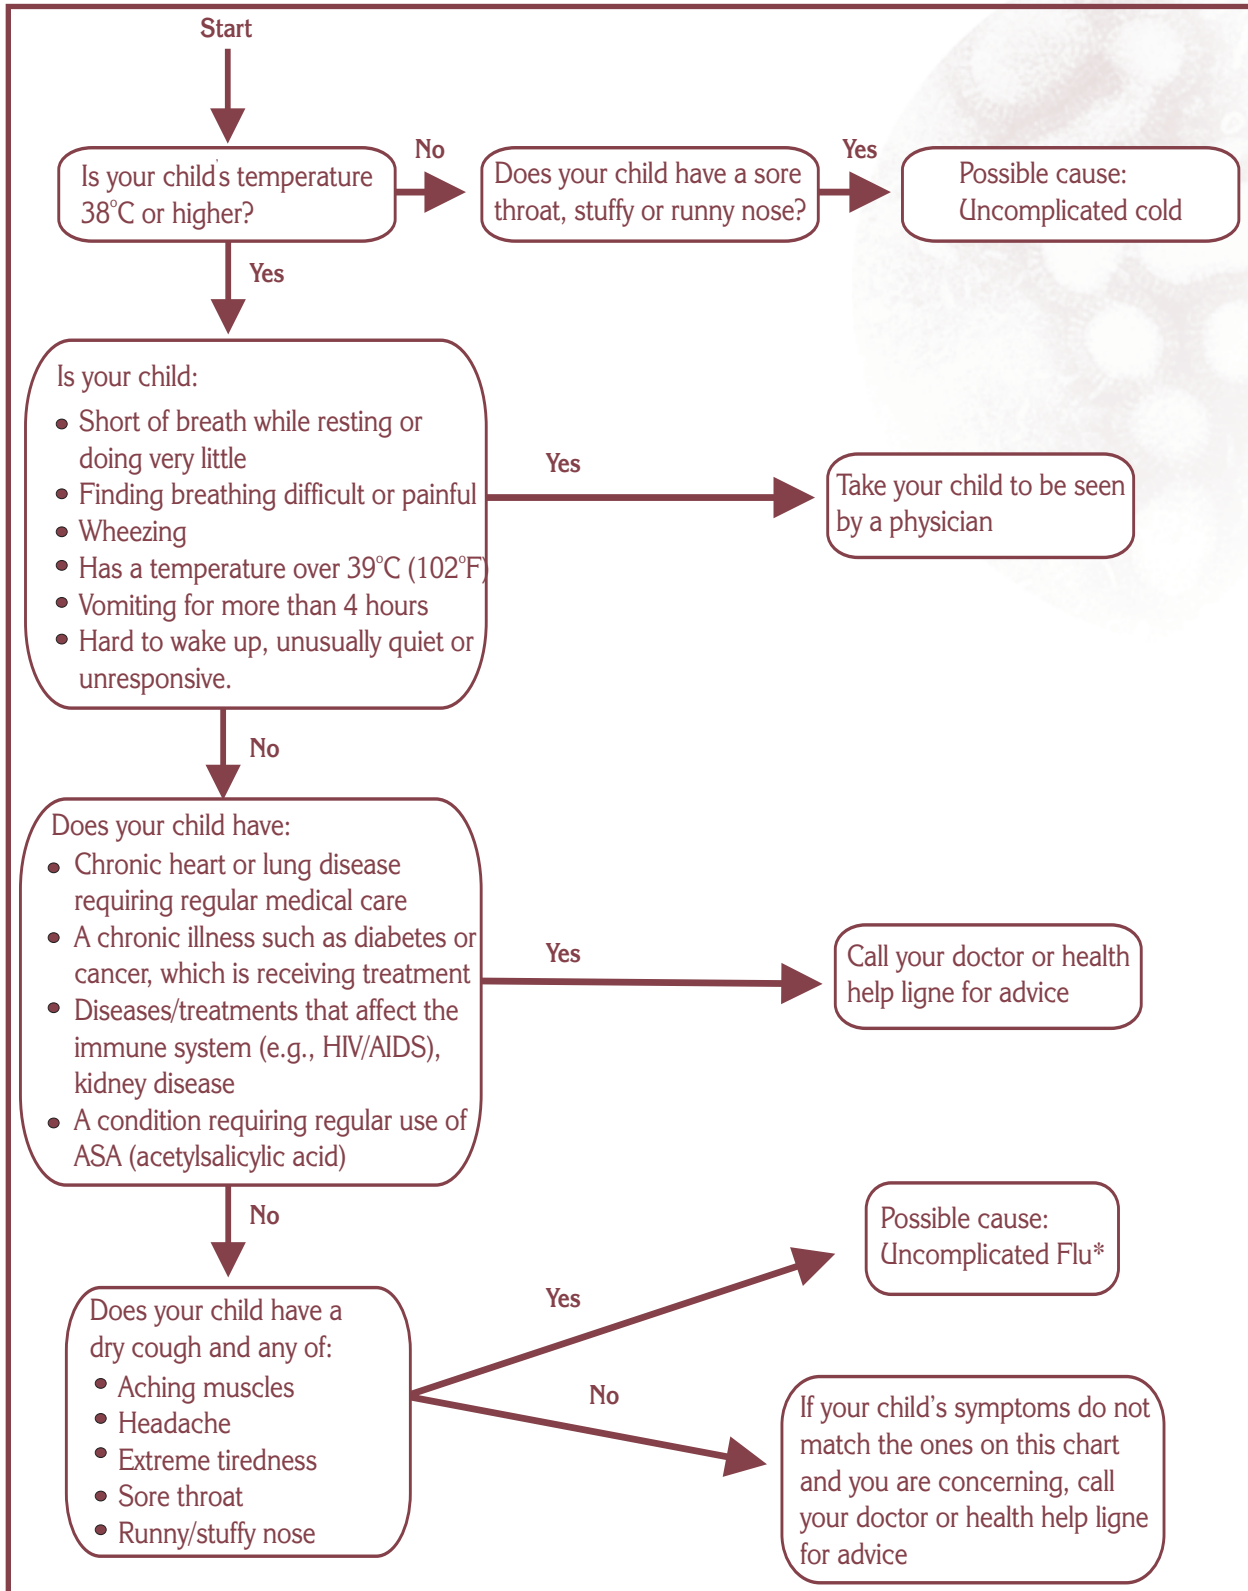 Start
Is your child's temperature
38°C or higher?
No
Does your child have a sore
throat, stuffy or runny nose?
Yes
Possible cause:
Uncomplicated cold
Yes
Is your child:
• Short of breath while resting or
doing very little
• Finding breathing difficult or painful
• Wheezing
• Has a temperature over 39°C (102°F)
• Vomiting for more than 4 hours
• Hard to wake up, unusually quiet or
unresponsive.
Yes
Take your child to be seen
by a physician
No
Does your child have:
• Chronic heart or lung disease
requiring regular medical care
• A chronic illness such as diabetes or
cancer, which is receiving treatment
• Diseases/treatments that affect the
immune system (e.g., HIV/AIDS),
kidney disease
• A condition requiring regular use of
ASA (acetylsalicylic acid)
Yes
Call your doctor or health
help ligne for advice
No
Does your child have a
dry cough and any of:
• Aching muscles
• Headache
• Extreme tiredness
• Sore throat
• Runny/stuffy nose
Yes
Possible cause:
Uncomplicated Flu*
No
If your child's symptoms do not
match the ones on this chart
and you are concerning, call
your doctor or health help ligne
for advice